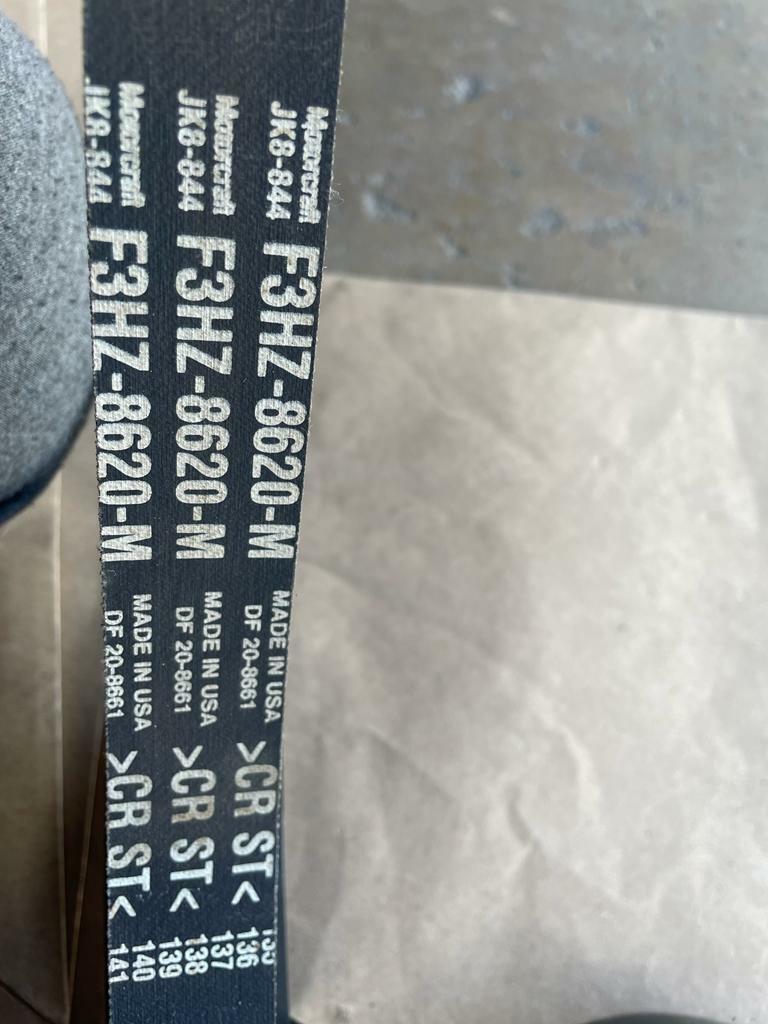 Motorcraft
JK8-844
F3HZ-8620-M
MADE IN USA
DF 20-8661
>CR ST<
136
137
Motorcraft
JK8-844
F3HZ-8620-M
MADE IN USA
DF 20-8661
>CR ST<
138
139
Motorcraft
JK8-844
F3HZ-8620-M
MADE IN USA
DF 20-8661
>CR ST<
140
141